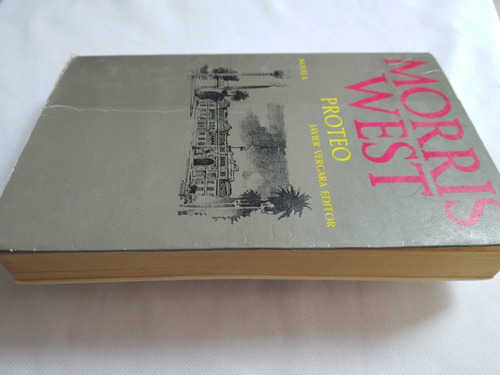 MORRIS
WEST
PROTEO
JAVIER VERGARA EDITOR
NOVELA